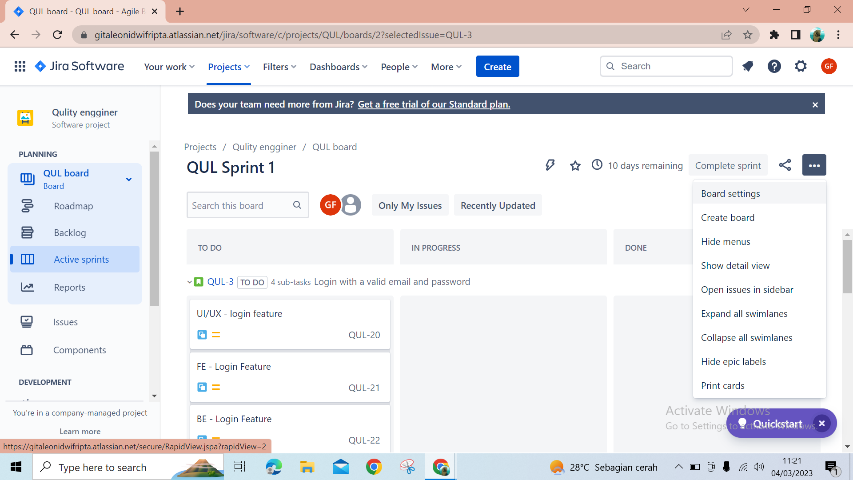 QUL board - QUL board - Agile B
gitaleonidwifripta.atlassian.net/jira/software/c/projects/QUL/boards/2?selectedIssue=QUL-3
Jira Software
Your work
Projects
Filters
Dashboards
People
More
Create
Search
GF
Qulity engginer
Software project
Does your team need more from Jira? Get a free trial of our Standard plan.
PLANNING
QUL board
Board
Roadmap
Backlog
Active sprints
Reports
Issues
Components
DEVELOPMENT
You're in a company-managed project
Learn more
Projects / Qulity engginer / QUL board
QUL Sprint 1
10 days remaining
Complete sprint
Search this board
GF
Only My Issues
Recently Updated
TO DO
IN PROGRESS
DONE
QUL-3 TO DO 4 sub-tasks Login with a valid email and password
UI/UX - login feature
QUL-20
FE - Login Feature
QUL-21
BE - Login Feature
QUL-22
Board settings
Create board
Hide menus
Show detail view
Open issues in sidebar
Expand all swimlanes
Collapse all swimlanes
Hide epic labels
Print cards
Activate Windows
Go to Settings to
Quickstart
https://gitaleonidwifripta.atlassian.net/secure/RapidView.jspa?rapidView=2
Type here to search
28°C Sebagian cerah
11:21
04/03/2023
1